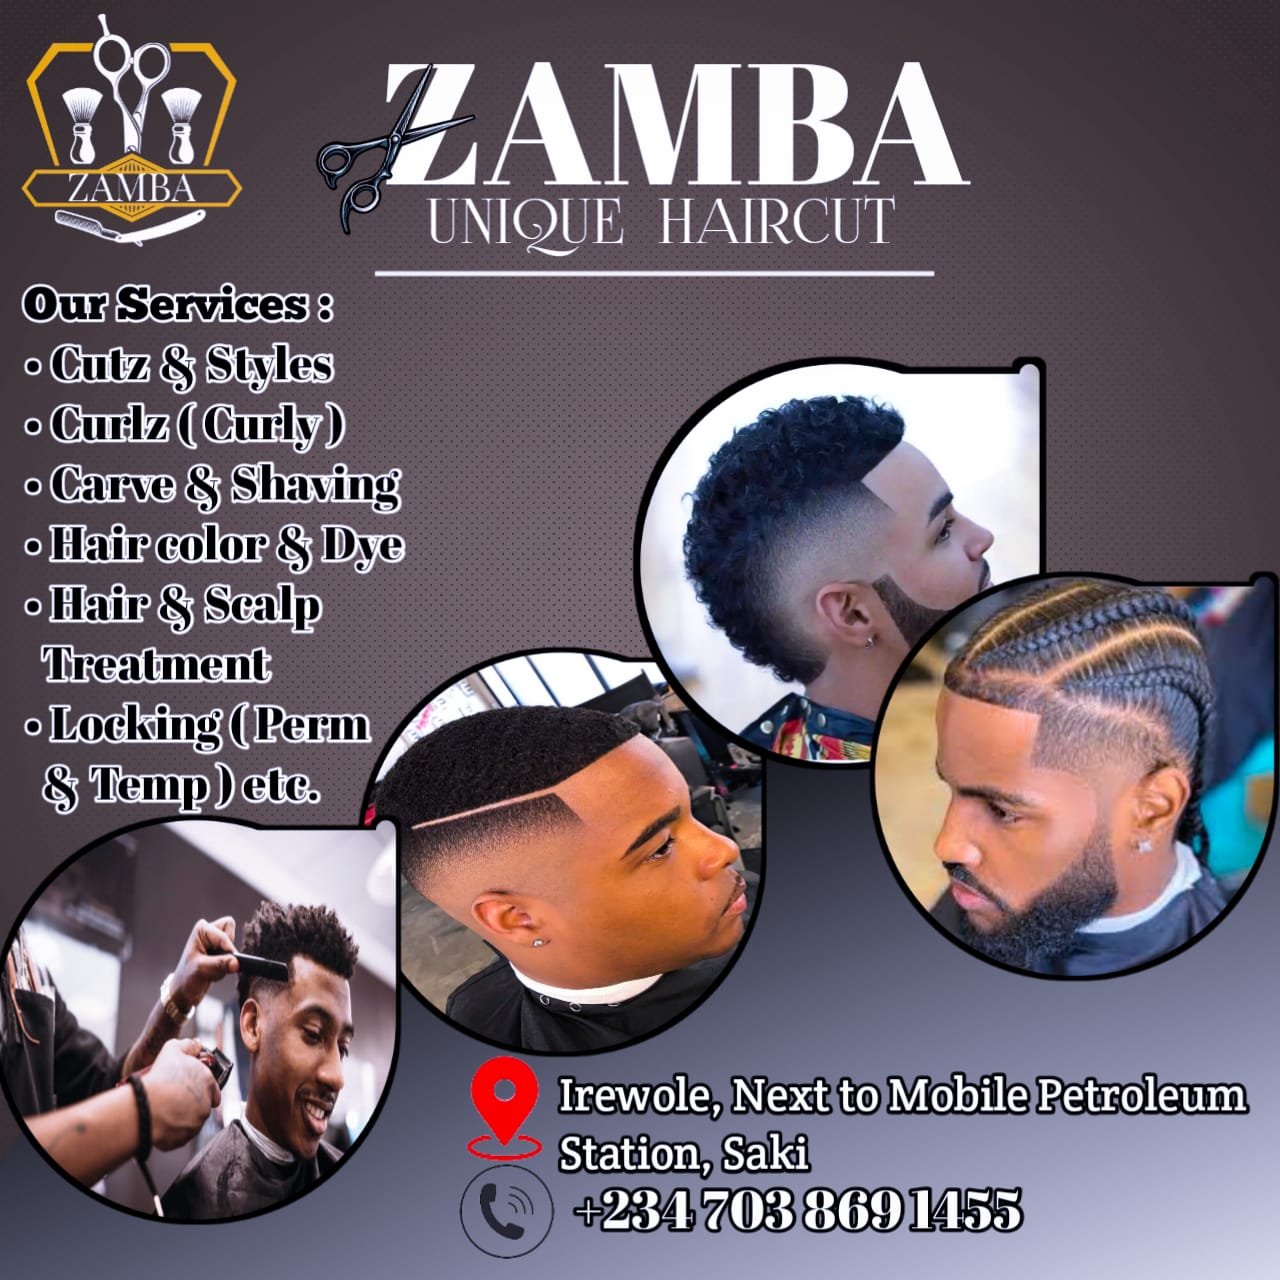 ZAMBA
ZAMBA
UNIQUE HAIRCUT
Our Services :
• Cutz & Styles
• Curlz ( Curly )
• Carve & Shaving
• Hair color & Dye
• Hair & Scalp
Treatment
• Locking ( Perm
& Temp ) etc.
Irewole, Next to Mobile Petroleum
Station, Saki
+234 703 869 1455